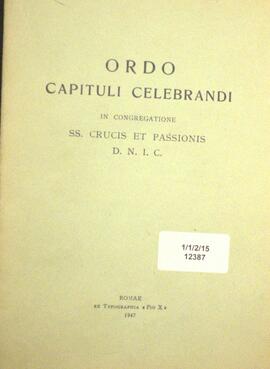 ORDO
CAPITULI CELEBRANDI
IN CONGREGATIONE
SS. CRUCIS ET PASSIONIS
D. N. I. C.
1/1/2/15
12387
ROMAE
EX TYPOGRAPHIA « PIO X »
1947